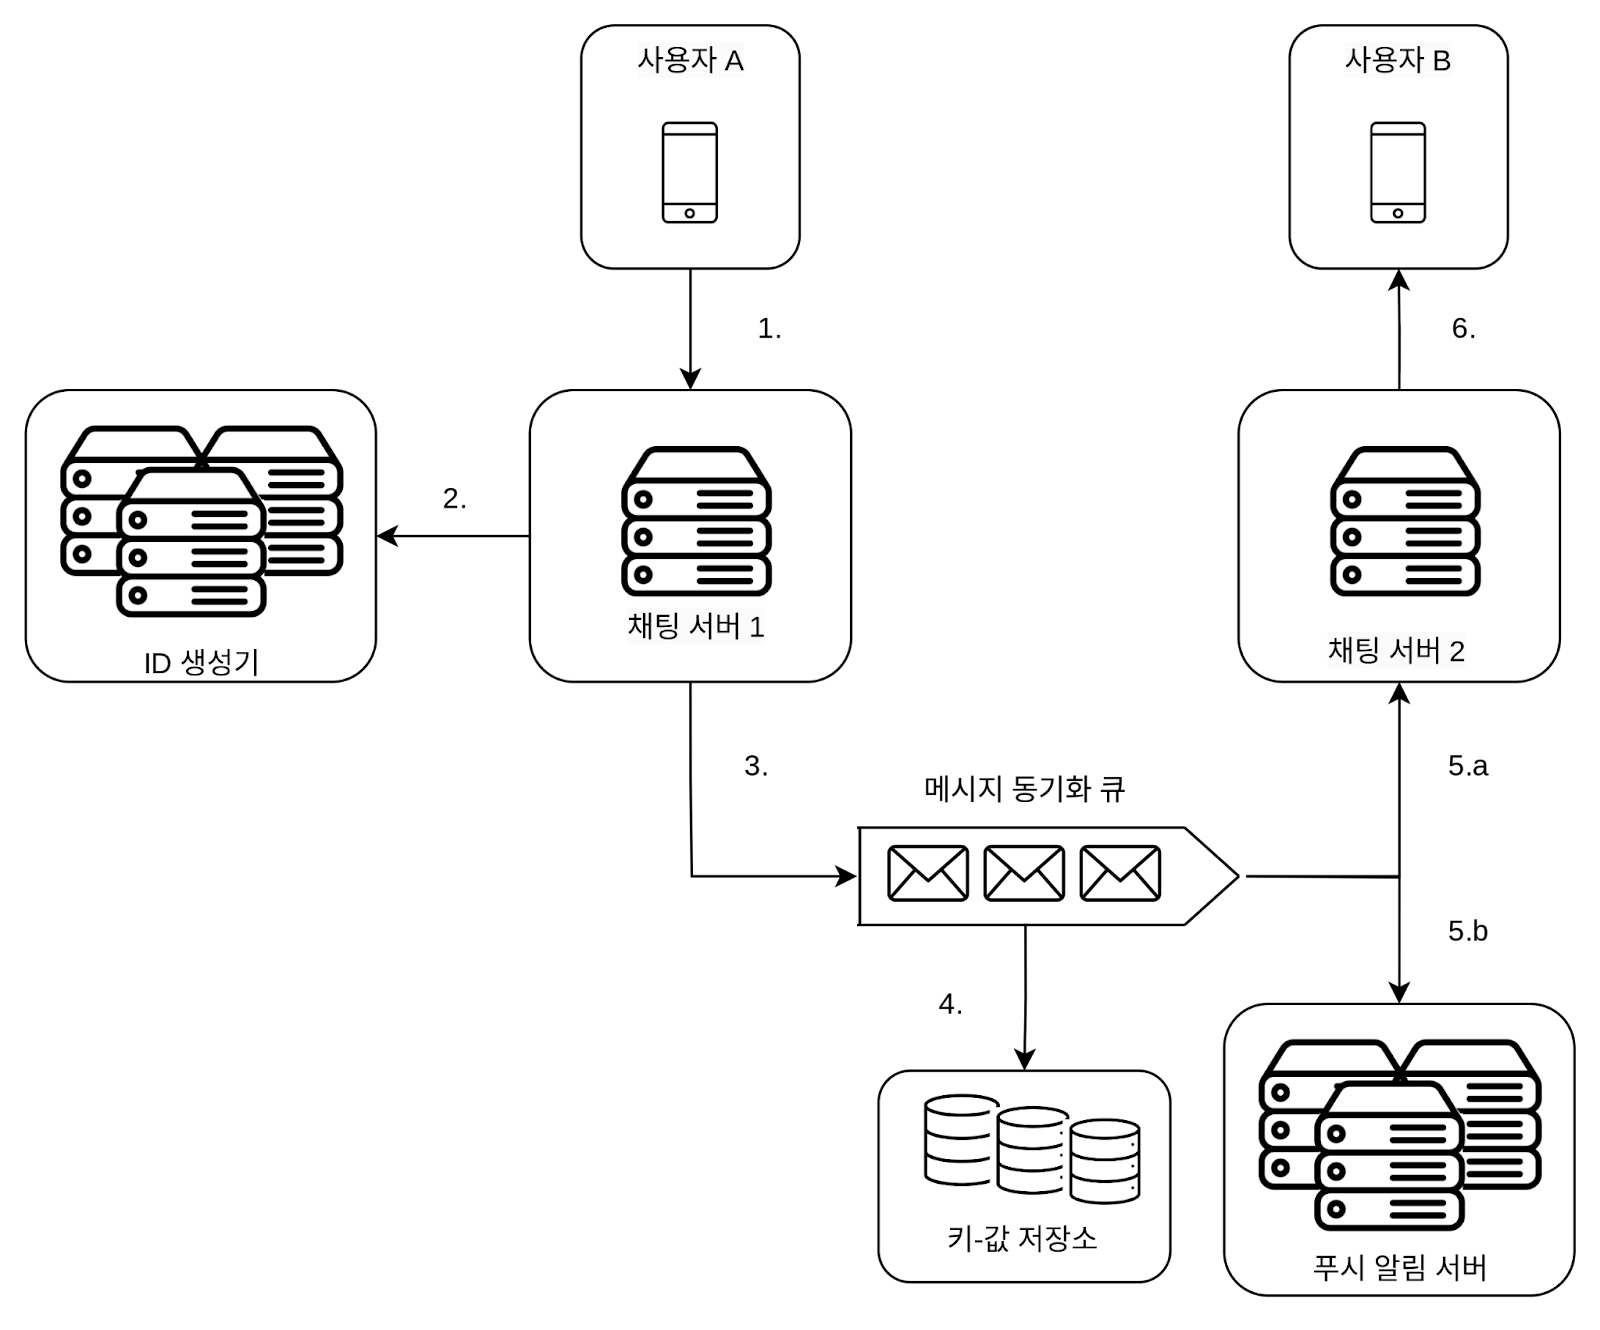 사용자 A
사용자 B
1.
6.
2.
ID 생성기
채팅 서버 1
채팅 서버 2
3.
5.a
메시지 동기화 큐
5.b
4.
키-값 저장소
푸시 알림 서버